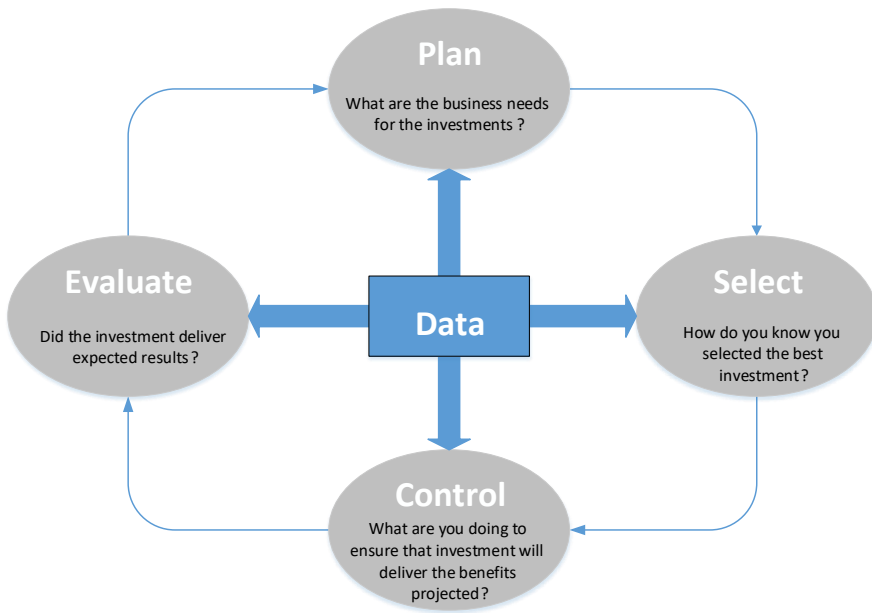 Plan
What are the business needs
for the investments ?
Evaluate
Did the investment deliver
expected results ?
Data
Select
How do you know you
selected the best
investment ?
Control
What are you doing to
ensure that investment will
deliver the benefits
projected ?